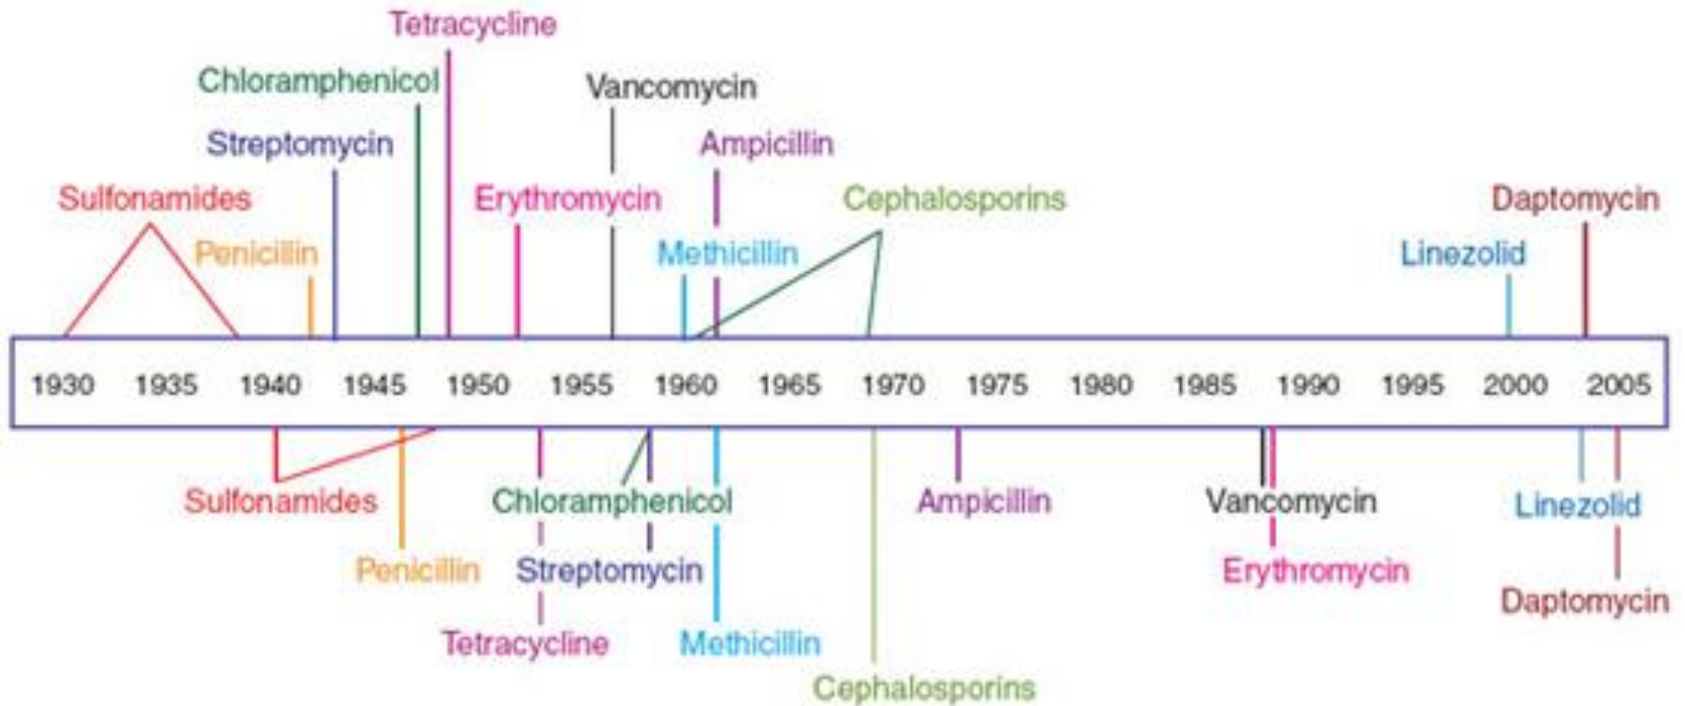 Tetracycline
Chloramphenicol
Vancomycin
Streptomycin
Ampicillin
Sulfonamides
Erythromycin
Cephalosporins
Daptomycin
Penicillin
Methicillin
Linezolid
1930 1935 1940 1945 1950 1955 1960 1965 1970 1975 1980 1985 1990 1995 2000 2005
Sulfonamides
Chloramphenicol
Ampicillin
Vancomycin
Linezolid
Penicillin
Streptomycin
Erythromycin
Daptomycin
Tetracycline
Methicillin
Cephalosporins